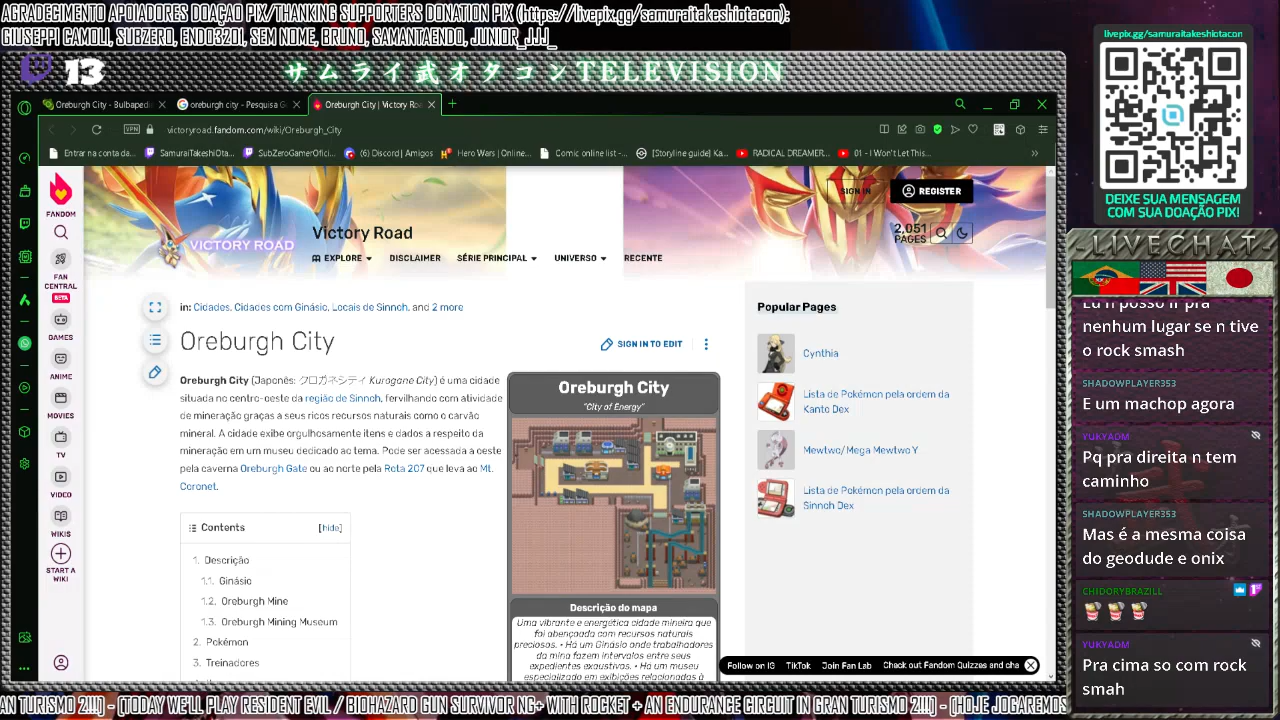 AGRADECIMENTO APOIADORES DOAÇÃO PIX/THANKING SUPPORTERS DONATION PIX (https://livepix.gg/samuraitakeshiotacon):
GIUSEPPI CAMOLI, SUBZERO, ENDO3201, SEM NOME, BRUNO, SAMANTAENDO, JUNIOR_JJJ_
13
サムライ武オタコンTELEVISION
Oreburgh City - Bulbapedi
oreburgh city - Pesquisa G
Oreburgh City | Victory Ro
VPN
victoryroad.fandom.com/wiki/Oreburgh_City
Entrar na conta da...
SamuraiTakeshiOta...
SubZeroGamerOfici...
(6) Discord | Amigos
Hero Wars | Online...
Comic online list -...
[Storyline guide] Ka...
RADICAL DREAMER...
01 - I Won't Let This...
FANDOM
FAN CENTRAL
BETA
GAMES
ANIME
MOVIES
TV
VIDEO
WIKIS
START A WIKI
VICTORY ROAD
Victory Road
SIGN IN
REGISTER
2,051
PAGES
EXPLORE
DISCLAIMER
SÉRIE PRINCIPAL
UNIVERSO
RECENTE
in: Cidades, Cidades com Ginásio, Locais de Sinnoh, and 2 more
Oreburgh City
SIGN IN TO EDIT
Oreburgh City (Japonês: クロガネシティ Kurogane City) é uma cidade
situada no centro-oeste da região de Sinnoh, fervilhando com atividade
de mineração graças a seus ricos recursos naturais como o carvão
mineral. A cidade exibe orgulhosamente itens e dados a respeito da
mineração em um museu dedicado ao tema. Pode ser acessada a oeste
pela caverna Oreburgh Gate ou ao norte pela Rota 207 que leva ao Mt.
Coronet.
Contents [hide]
1. Descrição
1.1. Ginásio
1.2. Oreburgh Mine
1.3. Oreburgh Mining Museum
2. Pokémon
3. Treinadores
Oreburgh City
"City of Energy"
Descrição do mapa
Uma vibrante e energética cidade mineira que
foi abençoada com recursos naturais
preciosos. • Há um Ginásio onde trabalhadores
da mina fazem intervalos entre seus
expedientes exaustivos. • Há um museu
especializado em exibições relacionadas à
Popular Pages
Cynthia
Lista de Pokémon pela ordem da
Kanto Dex
Mewtwo/Mega Mewtwo Y
Lista de Pokémon pela ordem da
Sinnoh Dex
Follow on IG
TikTok
Join Fan Lab
Check out Fandom Quizzes and cha
livepix.gg/samuraitakeshiotacon
DEIXE SUA MENSAGEM
COM SUA DOAÇÃO PIX!
-LIVECHAT-
Eu n posso ir pra
nenhum lugar se n tive
o rock smash
SHADOWPLAYER353
E um machop agora
YUKYADM
Pq pra direita n tem
caminho
SHADOWPLAYER353
Mas é a mesma coisa
do geodude e onix
CHIDORYBRAZILL
YUKYADM
Pra cima so com rock
smah
AN TURISMO 2!!!] - [TODAY WE'LL PLAY RESIDENT EVIL / BIOHAZARD GUN SURVIVOR NG+ WITH ROCKET + AN ENDURANCE CIRCUIT IN GRAN TURISMO 2!!!] - [HOJE JOGAREMOS